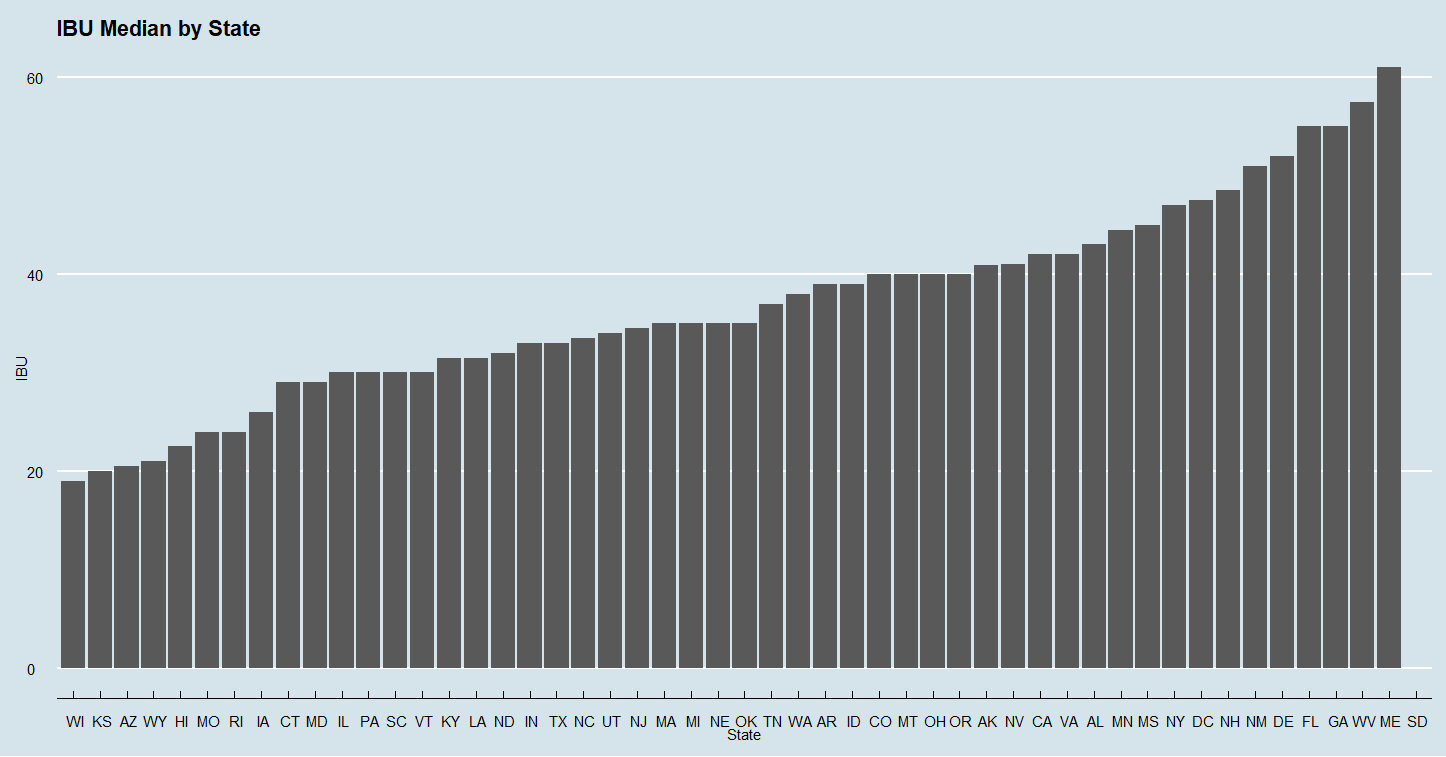 IBU Median by State
60
40
20
0
IBU
WI KS AZ WY HI MO RI IA CT MD IL PA SC VT KY LA ND IN TX NC UT NJ MA MI NE OK TN WA AR ID CO MT OH OR AK NV CA VA AL MN MS NY DC NH NM DE FL GA WV ME SD
State